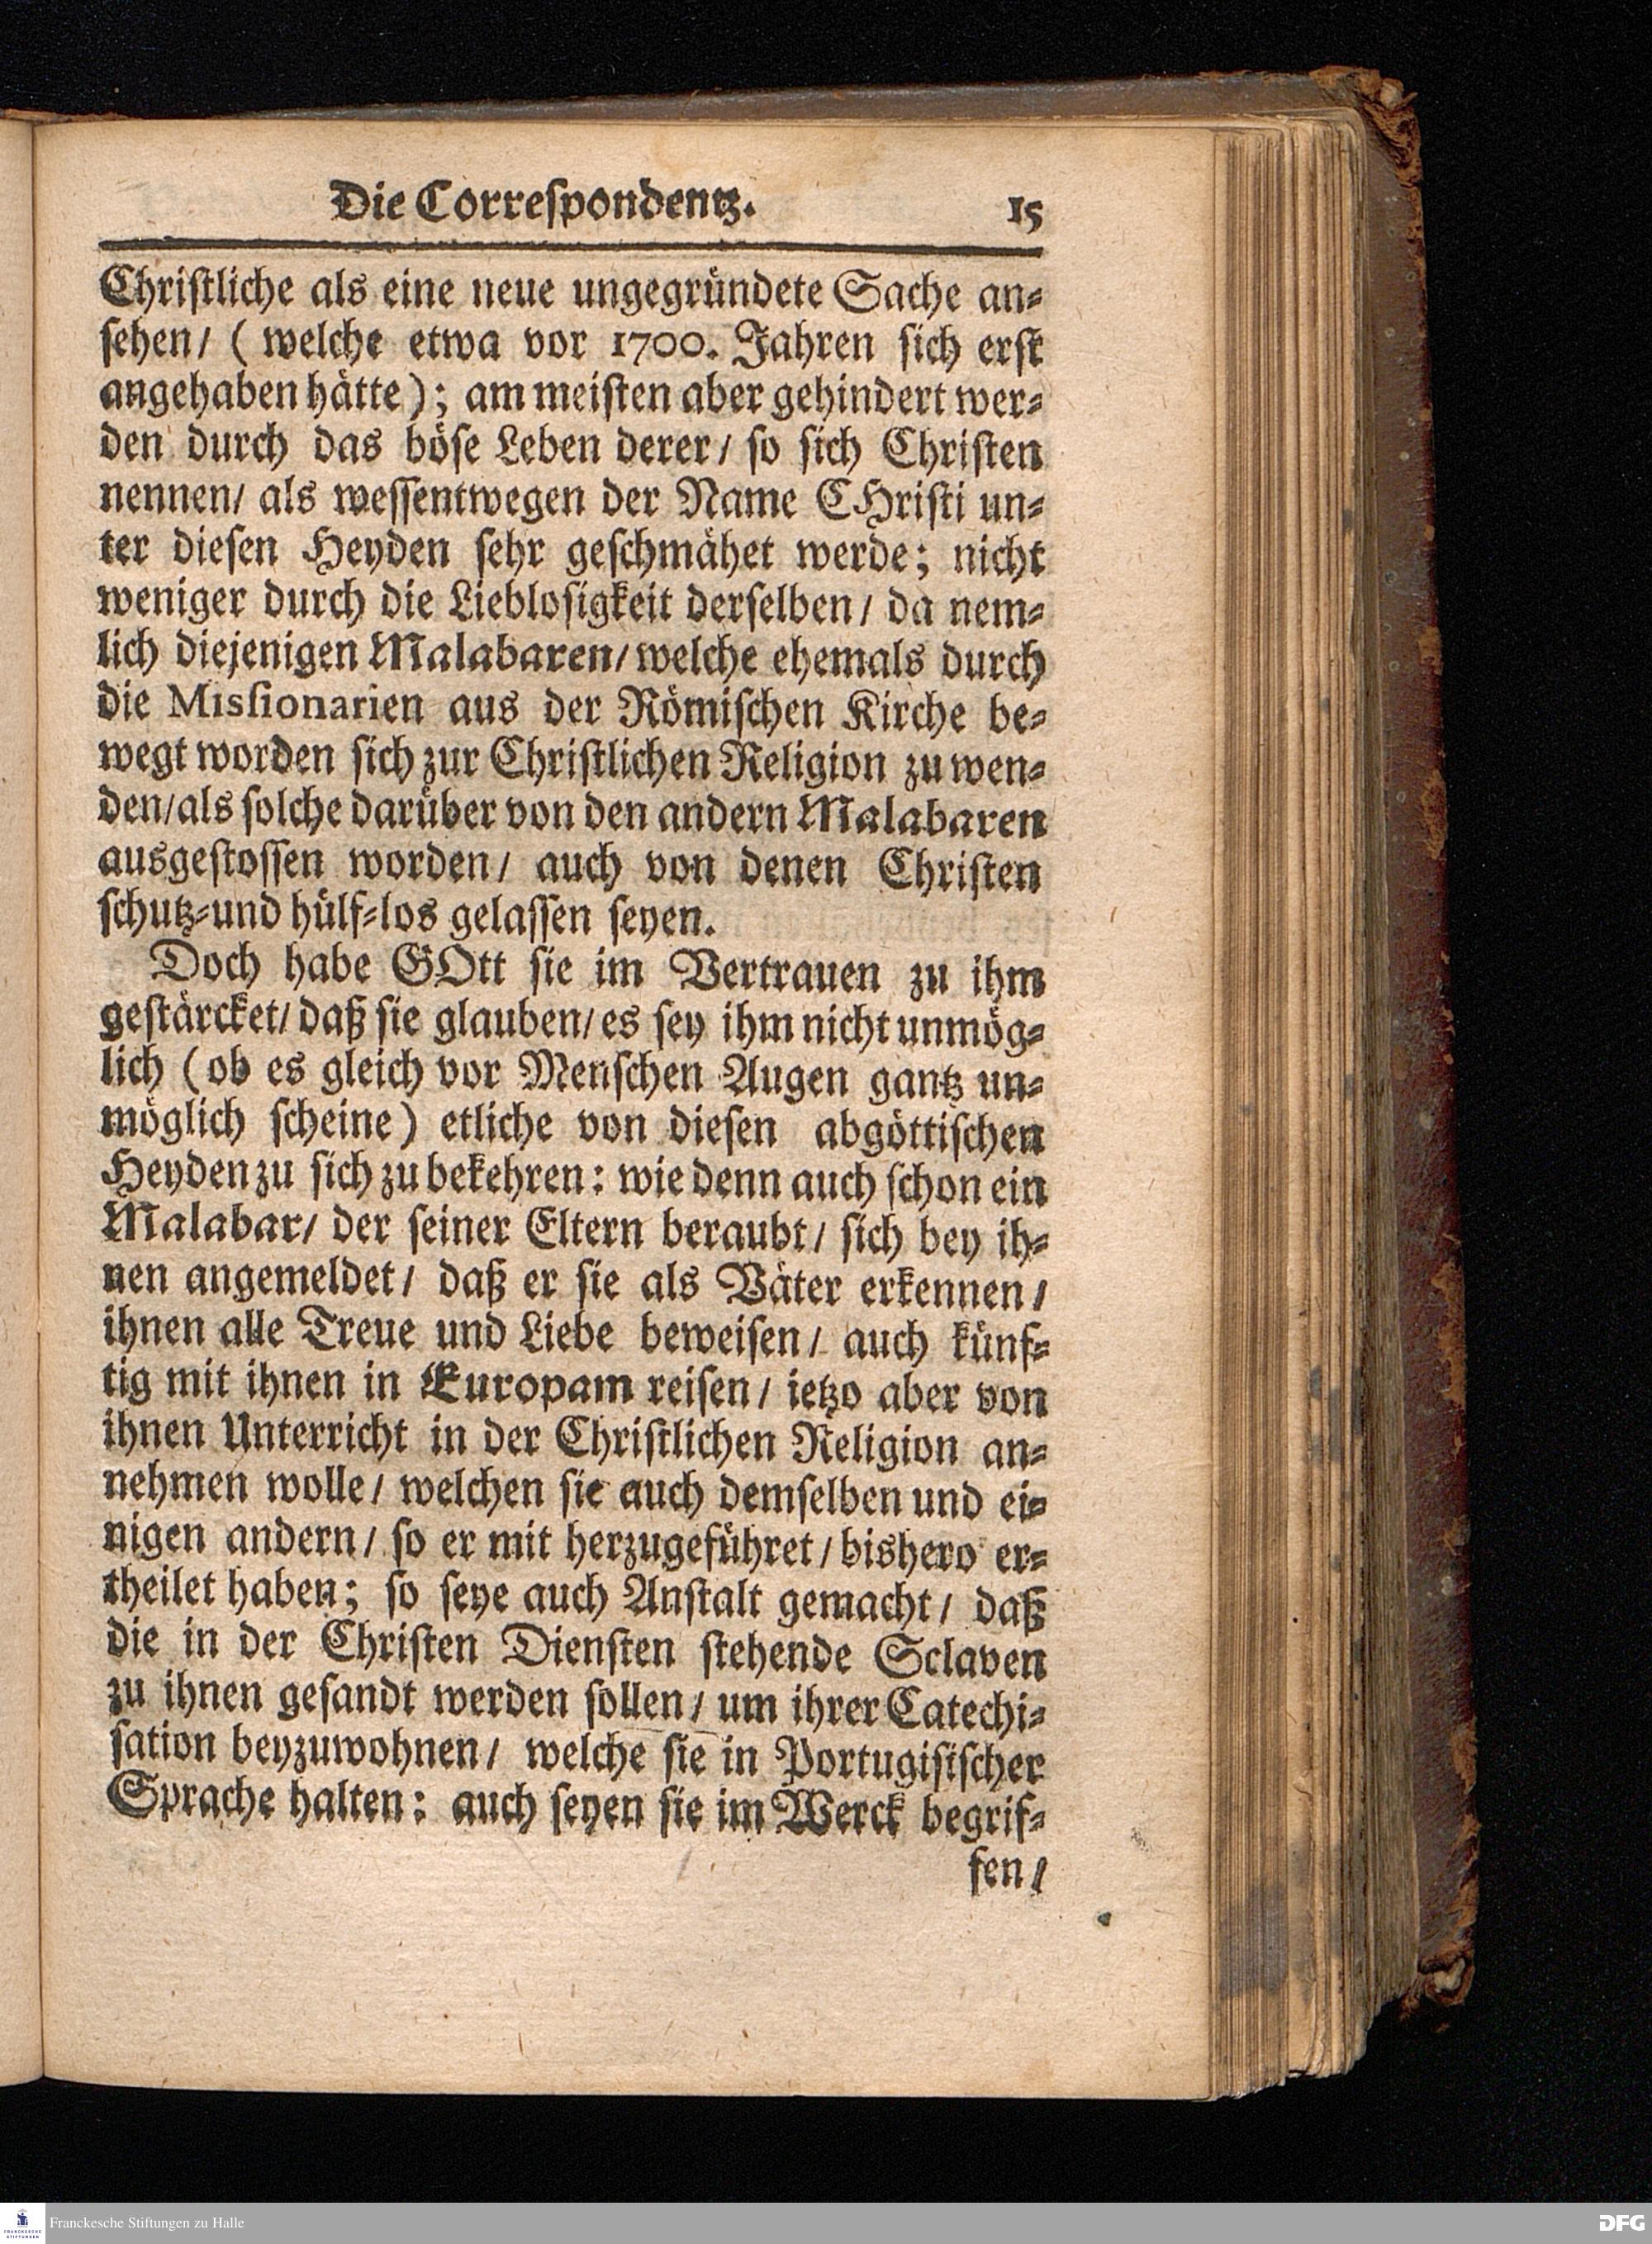 Die Correſpondentz. 15
Chriſtliche als eine neue ungegründete Sache an⸗
ſehen/ ( welche etwa vor 1700. Jahren ſich erſt
angehaben hätte); am meiſten aber gehindert wer⸗
den durch das böſe Leben derer/ ſo ſich Chriſten
nennen/ als weſſentwegen der Name CHriſti un⸗
ter dieſen Heyden ſehr geſchmähet werde; nicht
weniger durch die Liebloſigkeit derſelben/ da nem⸗
lich diejenigen Malabaren/ welche ehemals durch
die Misſionarien aus der Römiſchen Kirche be⸗
wegt worden ſich zur Chriſtlichen Religion zu wen⸗
den/ als ſolche darüber von den andern Malabaren
ausgeſtoſſen worden/ auch von denen Chriſten
ſchutz⸗und hülf⸗los gelaſſen ſeyen.
Doch habe GOtt ſie im Vertrauen zu ihm
geſtärcket/ daß ſie glauben/ es ſey ihm nicht unmög⸗
lich (ob es gleich vor Menſchen Augen gantz un⸗
möglich ſcheine) etliche von dieſen abgöttiſchen
Heyden zu ſich zu bekehren: wie denn auch ſchon ein
Malabar/ der ſeiner Eltern beraubt/ ſich bey ih⸗
nen angemeldet/ daß er ſie als Väter erkennen/
ihnen alle Treue und Liebe beweiſen/ auch künf⸗
tig mit ihnen in Europam reiſen/ ietzo aber von
ihnen Unterricht in der Chriſtlichen Religion an⸗
nehmen wolle/ welchen ſie auch demſelben und ei⸗
nigen andern/ ſo er mit herzugeführet/ bishero er⸗
theilet haben; ſo ſeye auch Anſtalt gemacht/ daß
die in der Chriſten Dienſten ſtehende Sclaven
zu ihnen geſandt werden ſollen/ um ihrer Catechi⸗
ſation beyzuwohnen/ welche ſie in Portugiſiſcher
Sprache halten: auch ſeyen ſie im Werck begrif⸗
fen/
FRANCKESCHE
STIFTUNGEN
Franckesche Stiftungen zu Halle
DFG